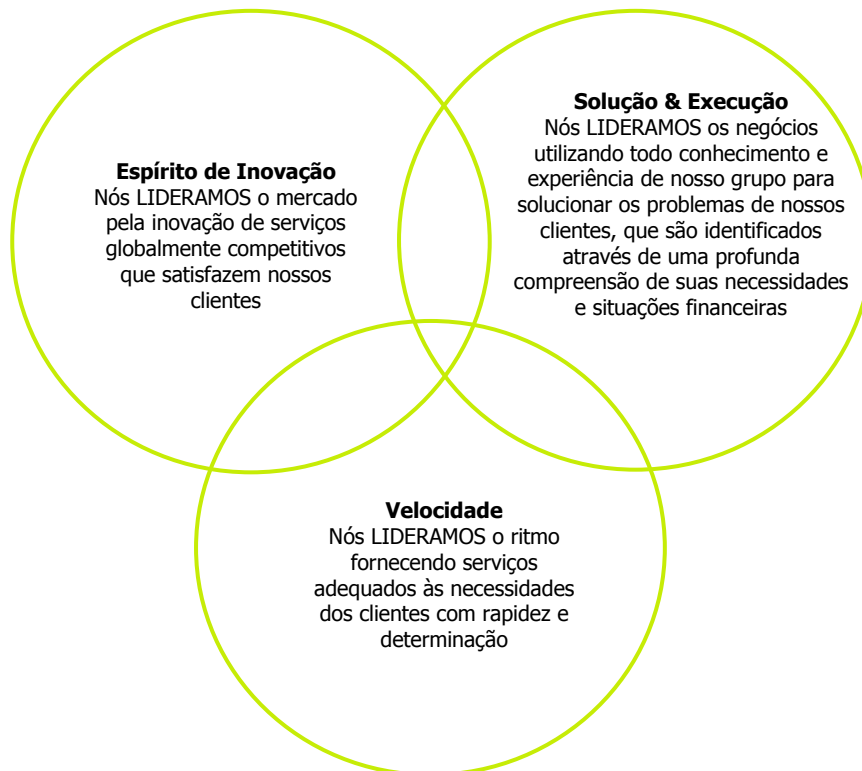 Espírito de Inovação
Nós LIDERAMOS o mercado
pela inovação de serviços
globalmente competitivos
que satisfazem nossos
clientes
Solução & Execução
Nós LIDERAMOS os negócios
utilizando todo conhecimento e
experiência de nosso grupo para
solucionar os problemas de nossos
clientes, que são identificados
através de uma profunda
compreensão de suas necessidades
e situações financeiras
Velocidade
Nós LIDERAMOS o ritmo
fornecendo serviços
adequados às necessidades
dos clientes com rapidez e
determinação